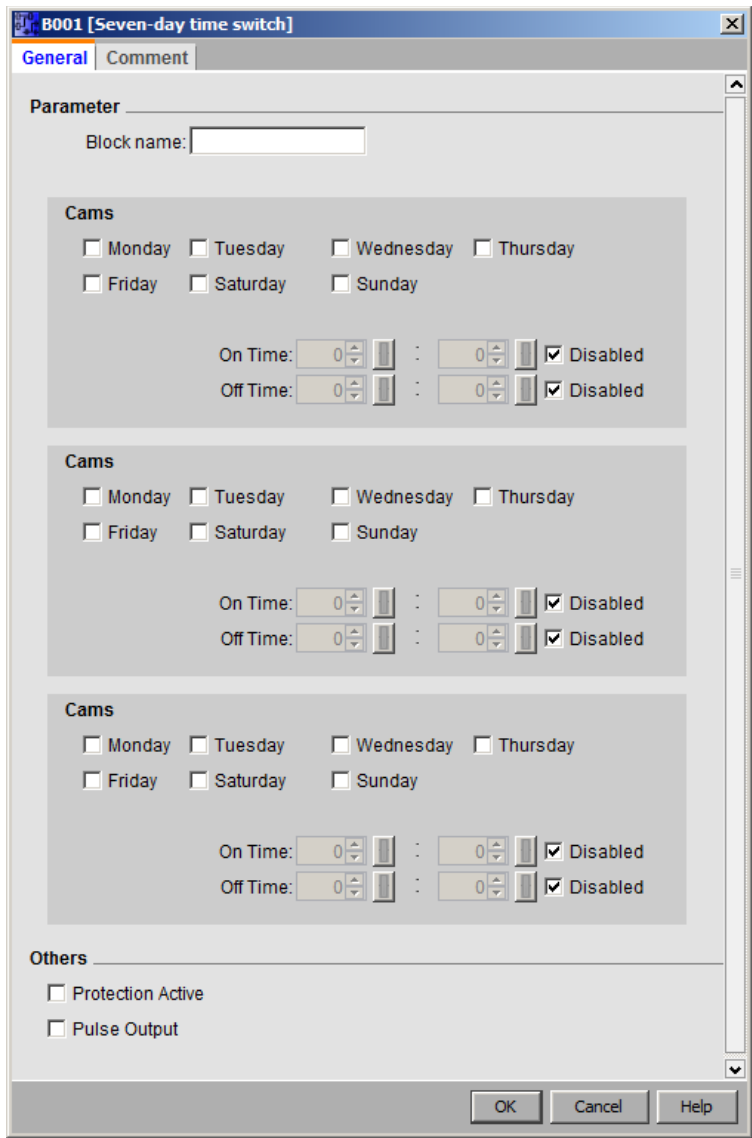 B001 [Seven-day time switch]
General Comment
Parameter
Block name:
Cams
Monday Tuesday Wednesday Thursday
Friday Saturday Sunday
On Time: 0 : 0 Disabled
Off Time: 0 : 0 Disabled
Cams
Monday Tuesday Wednesday Thursday
Friday Saturday Sunday
On Time: 0 : 0 Disabled
Off Time: 0 : 0 Disabled
Cams
Monday Tuesday Wednesday Thursday
Friday Saturday Sunday
On Time: 0 : 0 Disabled
Off Time: 0 : 0 Disabled
Others
Protection Active
Pulse Output
OK Cancel Help